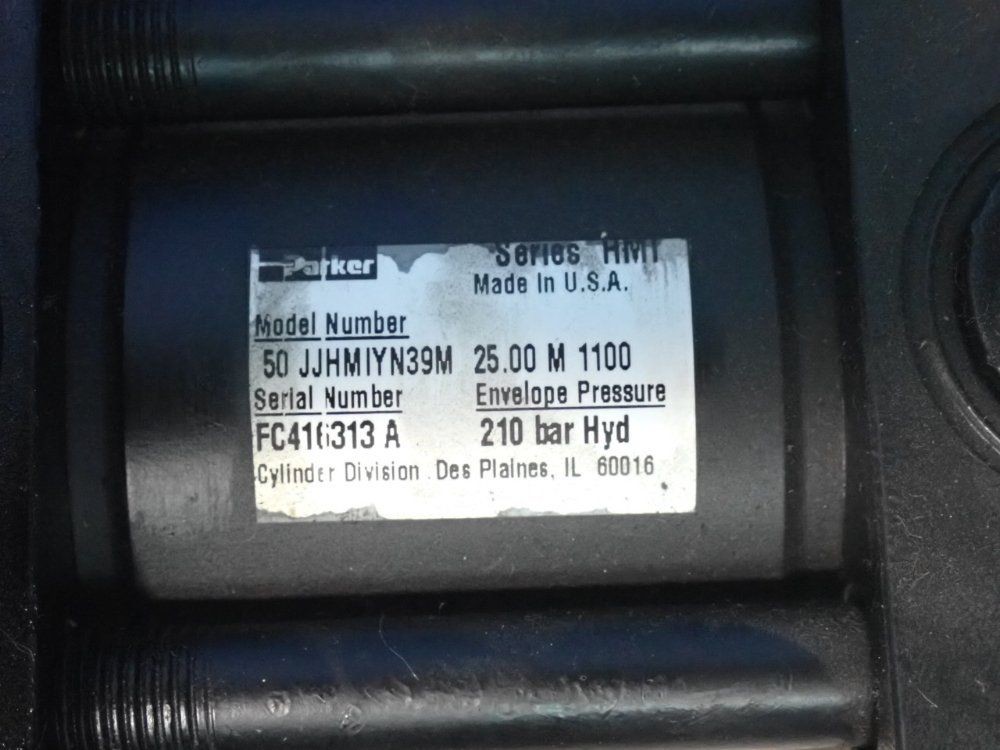 Parker
Series HMI
Made In U.S.A.
Model Number
50 JJHMIYN39M 25.00 M 1100
Serial Number Envelope Pressure
FC416313 A 210 bar Hyd
Cylinder Division Des Plaines, IL 60016